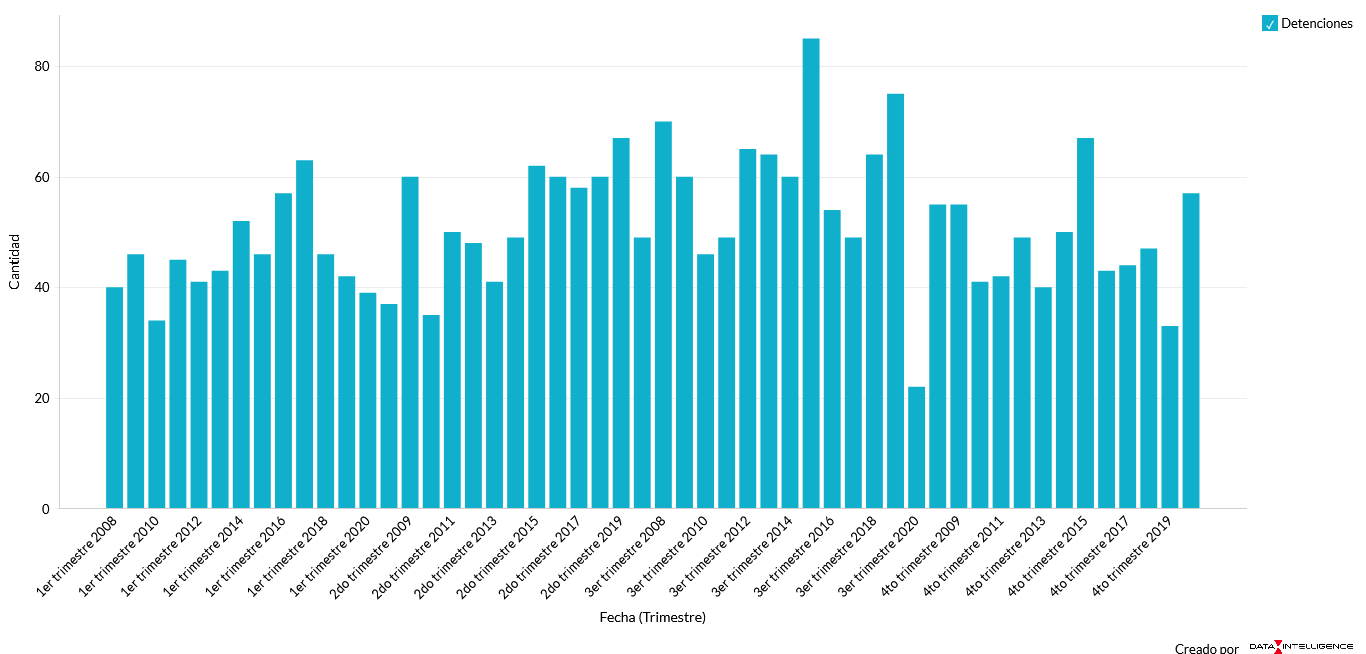 Detenciones
80
60
40
20
0
Cantidad
1er trimestre 2008
1er trimestre 2010
1er trimestre 2012
1er trimestre 2014
1er trimestre 2016
1er trimestre 2018
1er trimestre 2020
2do trimestre 2009
2do trimestre 2011
2do trimestre 2013
2do trimestre 2015
2do trimestre 2017
2do trimestre 2019
3er trimestre 2008
3er trimestre 2010
3er trimestre 2012
3er trimestre 2014
3er trimestre 2016
3er trimestre 2018
3er trimestre 2020
4to trimestre 2009
4to trimestre 2011
4to trimestre 2013
4to trimestre 2015
4to trimestre 2017
4to trimestre 2019
Fecha (Trimestre)
Creado por DATA INTELLIGENCE